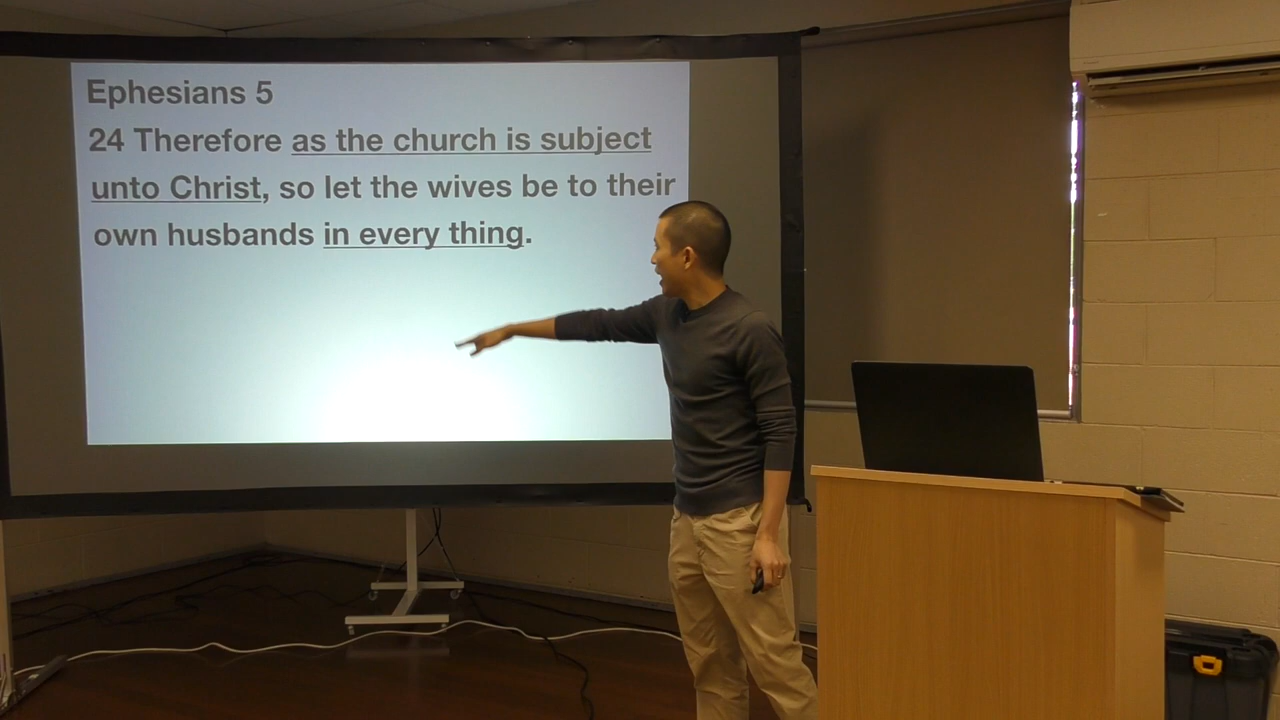 Ephesians 5
24 Therefore as the church is subject
unto Christ, so let the wives be to their
own husbands in every thing.